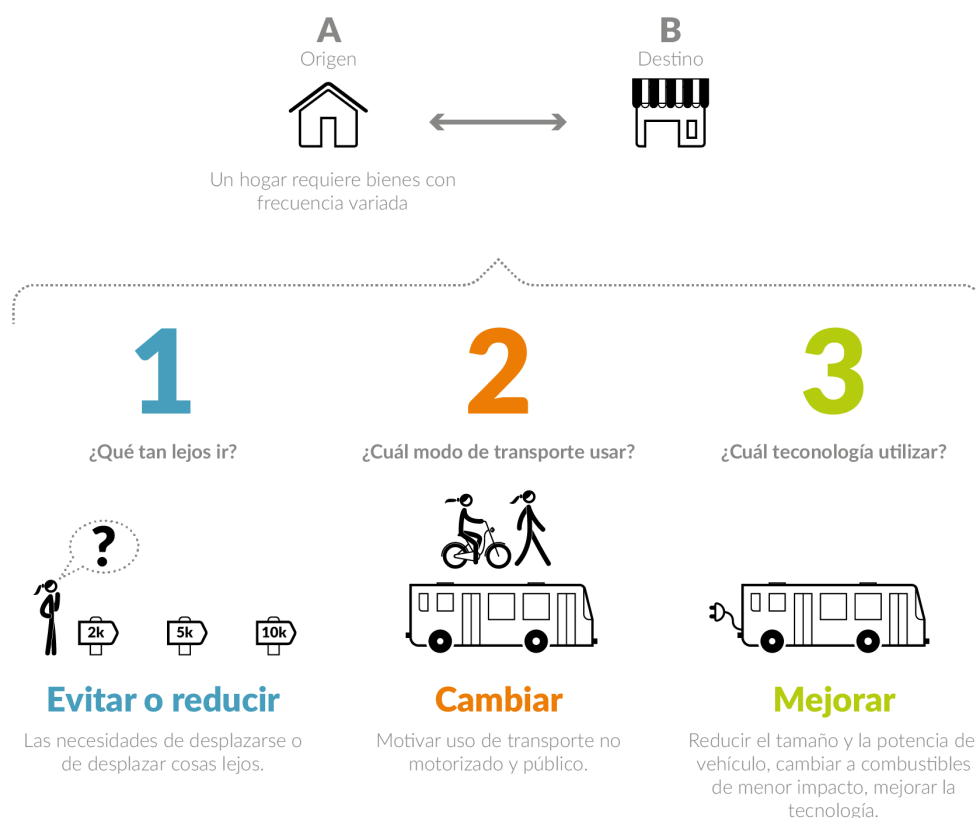 A
Origen
B
Destino
Un hogar requiere bienes con
frecuencia variada
1
¿Qué tan lejos ir?
?
2k
5k
10k
Evitar o reducir
Las necesidades de desplazarse o
de desplazar cosas lejos.
2
¿Cuál modo de transporte usar?
Cambiar
Motivar uso de transporte no
motorizado y público.
3
¿Cuál teconología utilizar?
Mejorar
Reducir el tamaño y la potencia de
vehículo, cambiar a combustibles
de menor impacto, mejorar la
tecnología.